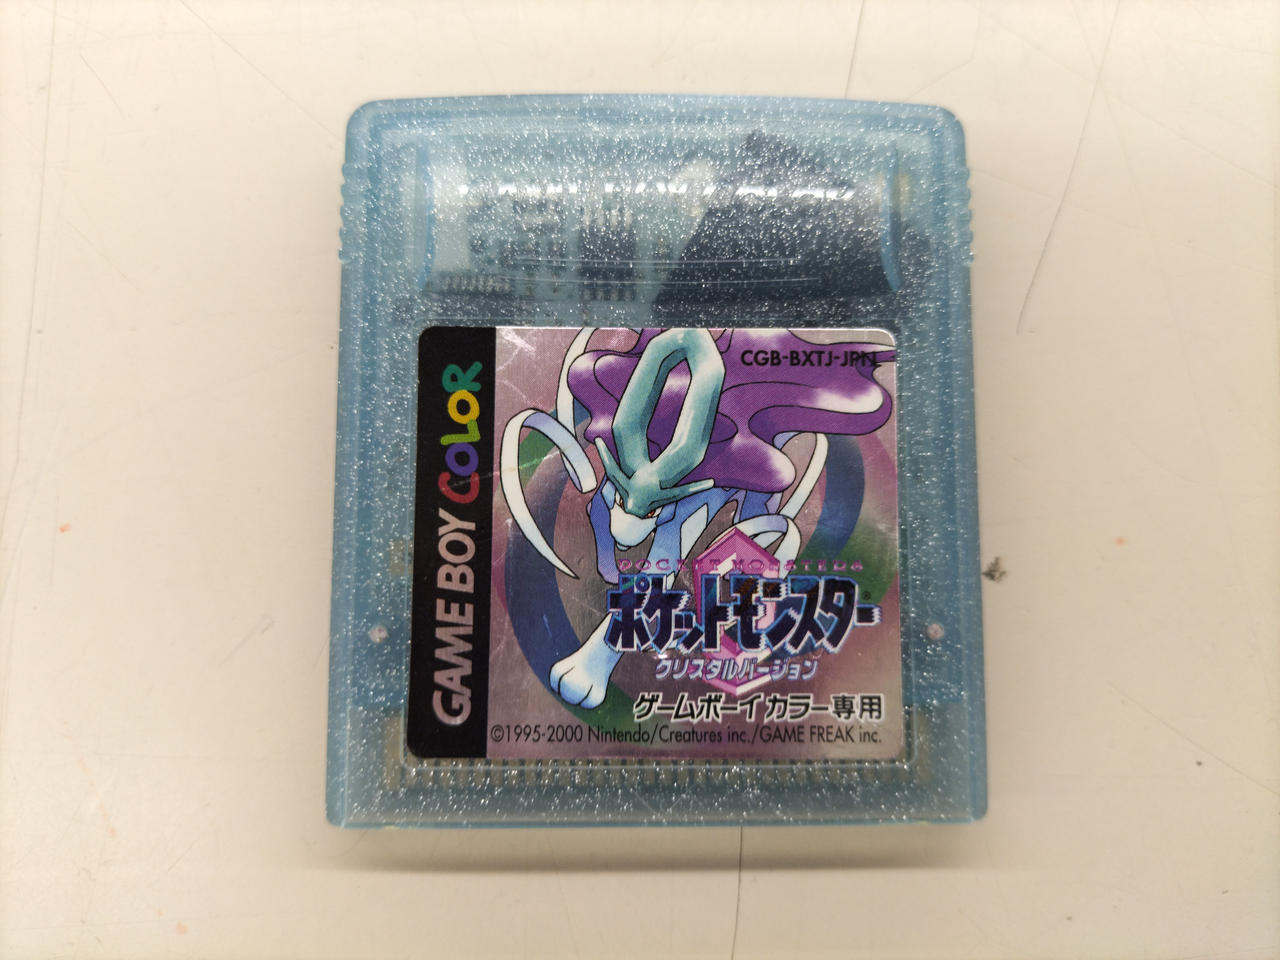 GAME BOY COLOR
CGB-BXTJ-JPN
POCKET MONSTERS
ポケットモンスター
クリスタルバージョン
ゲームボーイカラー専用
©1995-2000 Nintendo/Creatures inc./GAME FREAK inc.